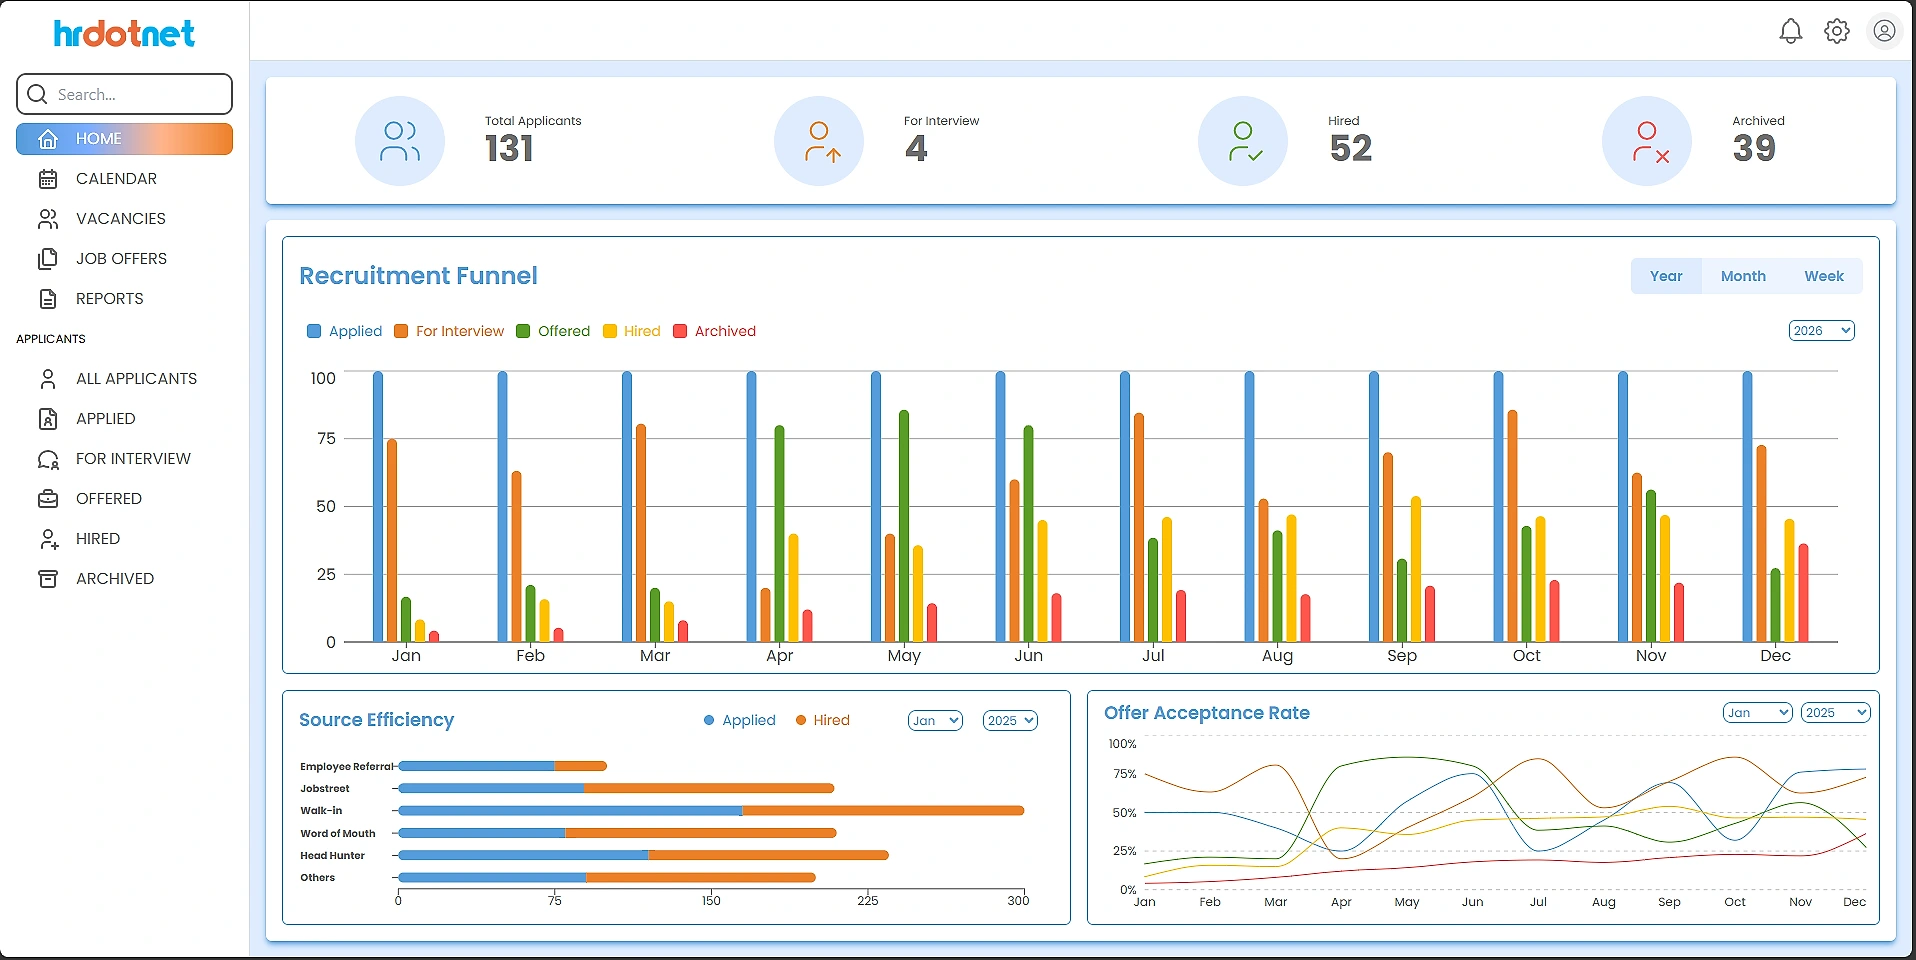 hrdotnet
Search...
HOME
CALENDAR
VACANCIES
JOB OFFERS
REPORTS
APPLICANTS
ALL APPLICANTS
APPLIED
FOR INTERVIEW
OFFERED
HIRED
ARCHIVED
Total Applicants
131
For Interview
4
Hired
52
Archived
39
Recruitment Funnel
Year Month Week
Applied For Interview Offered Hired Archived
2026
100
75
50
25
0
Jan Feb Mar Apr May Jun Jul Aug Sep Oct Nov Dec
Source Efficiency
Applied Hired
Jan 2025
Employee Referral
Jobstreet
Walk-in
Word of Mouth
Head Hunter
Others
0 75 150 225 300
Offer Acceptance Rate
Jan 2025
100%
75%
50%
25%
0%
Jan Feb Mar Apr May Jun Jul Aug Sep Oct Nov Dec